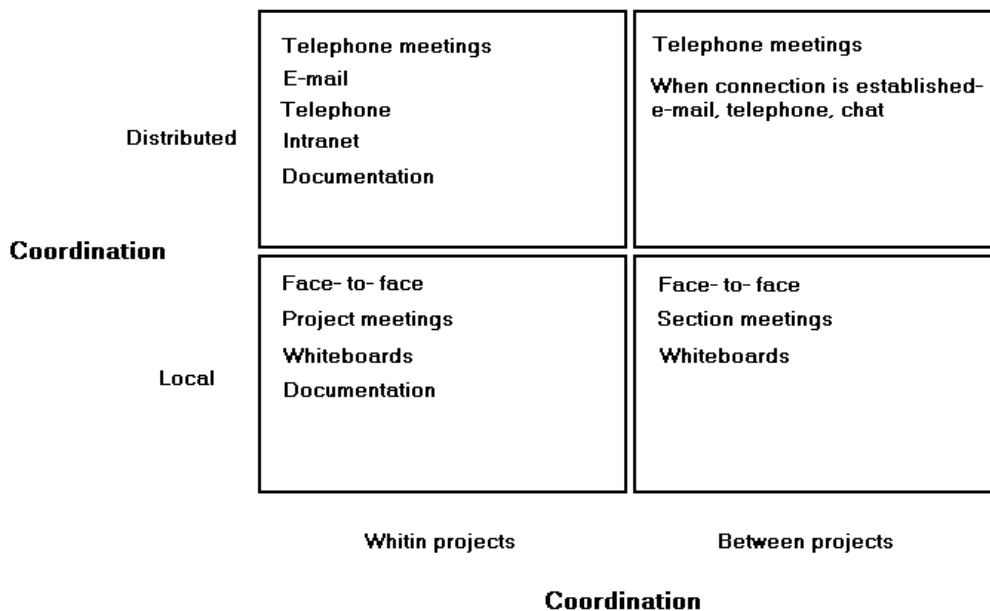 Telephone meetings
E-mail
Telephone
Intranet
Documentation
Telephone meetings
When connection is established-
e-mail, telephone, chat
Distributed
Coordination
Face- to- face
Project meetings
Whiteboards
Documentation
Face- to- face
Section meetings
Whiteboards
Local
Whitin projects
Between projects
Coordination